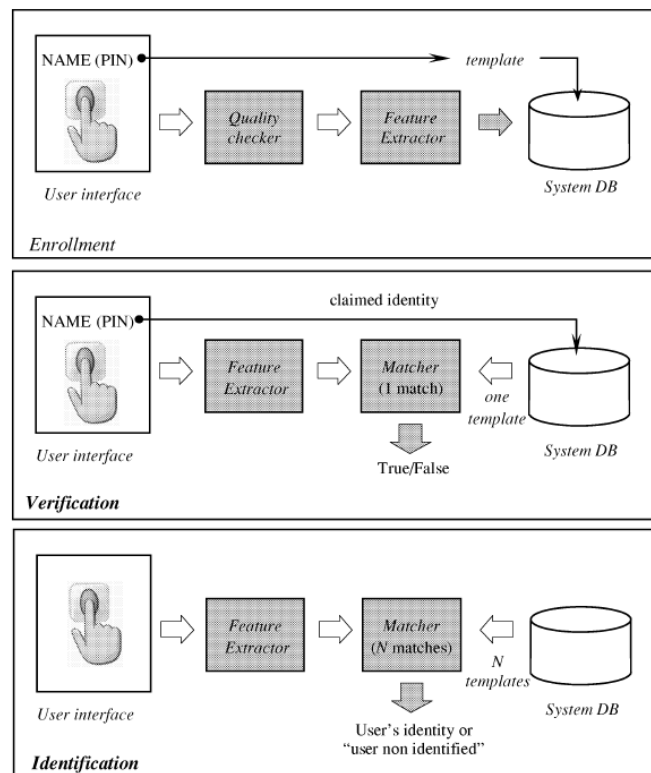 NAME (PIN)
template
Quality
checker
Feature
Extractor
User interface
System DB
Enrollment
claimed identity
NAME (PIN)
Feature
Extractor
Matcher
(1 match)
one
template
User interface
True/False
System DB
Verification
Feature
Extractor
Matcher
(N matches)
N
templates
User interface
User's identity or
"user non identified"
System DB
Identification